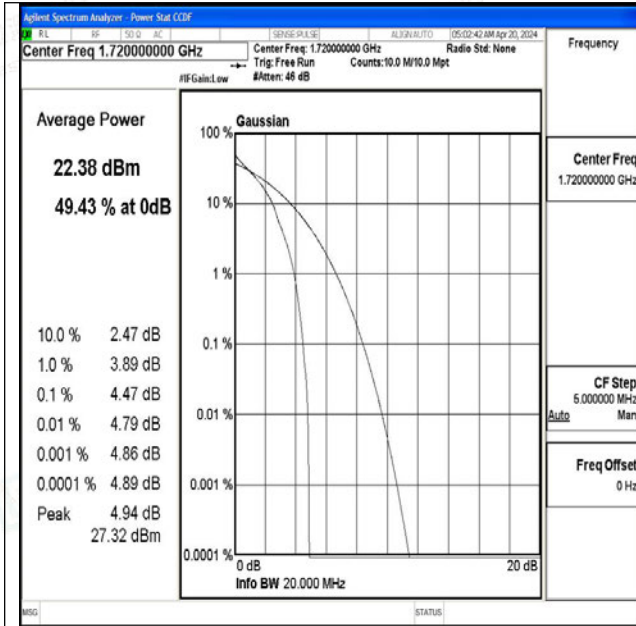 Agilent Spectrum Analyzer - Power Stat CCDF
RL RF 50 Ω AC SENSE:PULSE ALIGN AUTO 05:02:42 AM Apr 20, 2024
Center Freq 1.720000000 GHz
Center Freq: 1.720000000 GHz Radio Std: None
Trig: Free Run Counts:10.0 M/10.0 Mpt
#IFGain:Low #Atten: 46 dB
Frequency
Average Power
22.38 dBm
49.43 % at 0dB
10.0 % 2.47 dB
1.0 % 3.89 dB
0.1 % 4.47 dB
0.01 % 4.79 dB
0.001 % 4.86 dB
0.0001 % 4.89 dB
Peak 4.94 dB
27.32 dBm
Gaussian
100 %
10 %
1 %
0.1 %
0.01 %
0.001 %
0.0001 %
0 dB 20 dB
Info BW 20.000 MHz
Center Freq
1.720000000 GHz
CF Step
5.000000 MHz
Auto Man
Freq Offset
0 Hz
MSG STATUS